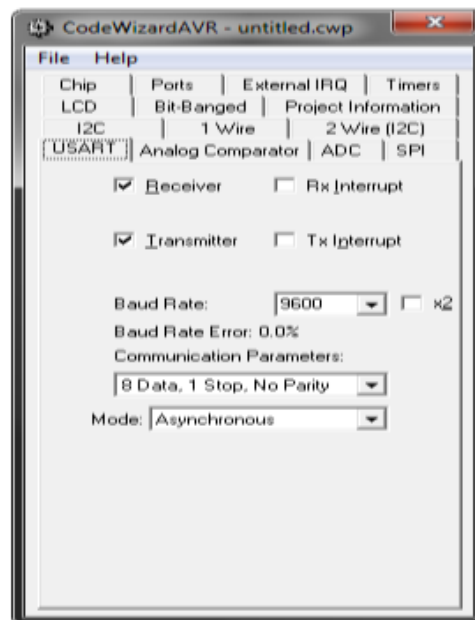 CodeWizardAVR - untitled.cwp
File Help
Chip Ports External IRQ Timers
LCD Bit-Banged Project Information
I2C 1 Wire 2 Wire (I2C)
USART Analog Comparator ADC SPI
Receiver Rx Interrupt
Transmitter Tx Interrupt
Baud Rate: 9600 x2
Baud Rate Error: 0.0%
Communication Parameters:
8 Data, 1 Stop, No Parity
Mode: Asynchronous